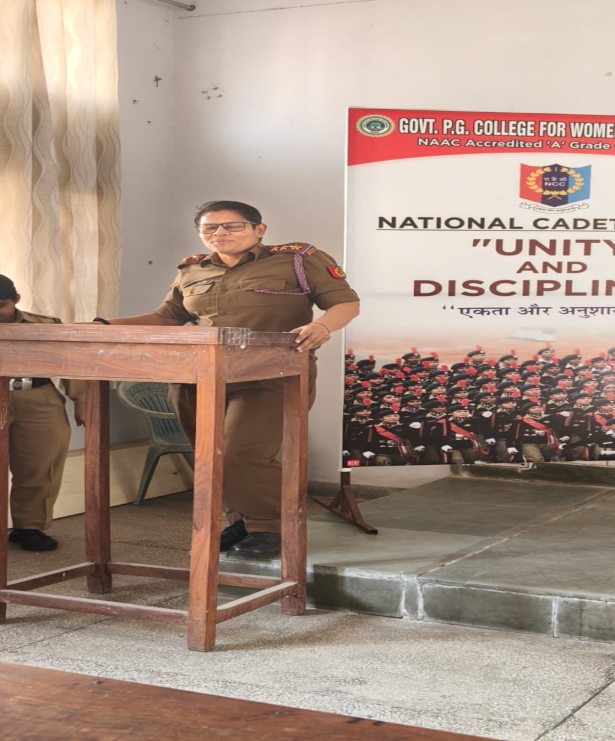 GOVT. P.G. COLLEGE FOR WOME
NAAC Accredited 'A' Grade
NCC
NATIONAL CADET
"UNITY
AND
DISCIPLIN
‘‘एकता और अनुशा